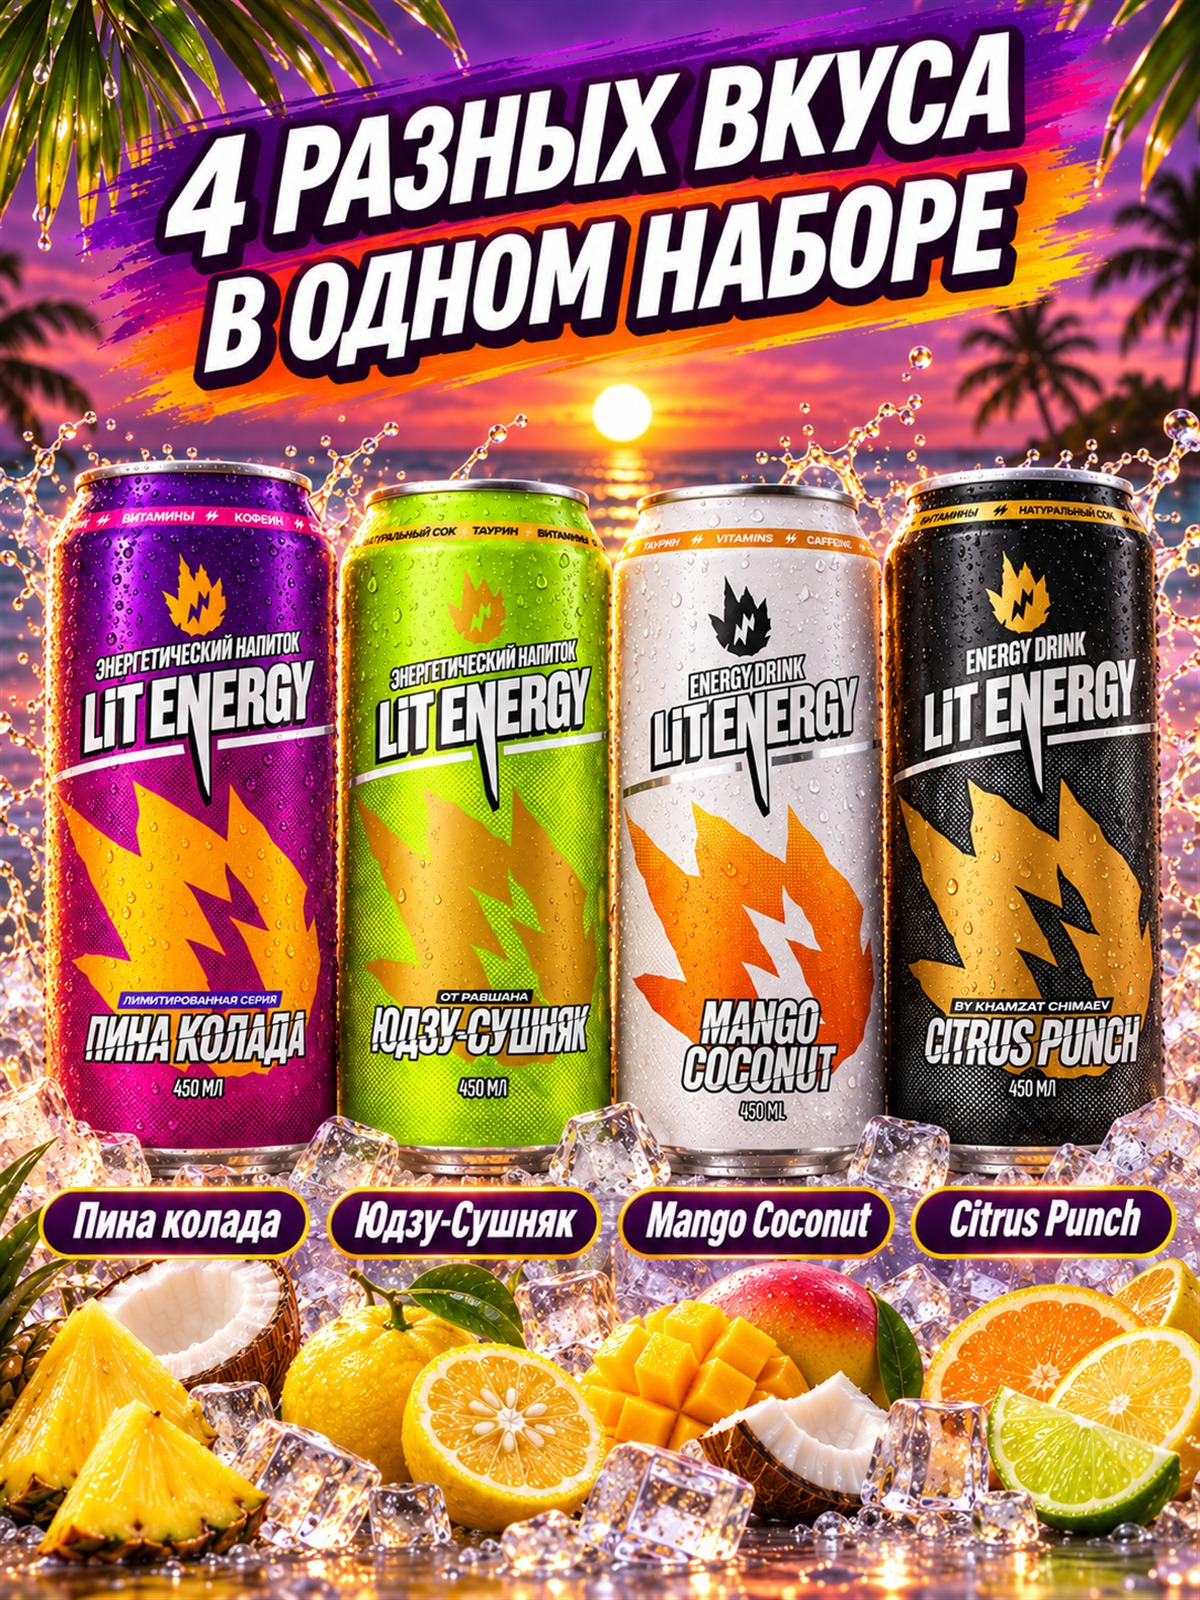 4 РАЗНЫХ ВКУСА
В ОДНОМ НАБОРЕ
ВИТАМИНЫ КОФЕИН
ЭНЕРГЕТИЧЕСКИЙ НАПИТОК
LIT ENERGY
ЛИМИТИРОВАННАЯ СЕРИЯ
ПИНА КОЛАДА
450 МЛ
НАТУРАЛЬНЫЙ СОК ТАУРИН ВИТАМИНЫ
ЭНЕРГЕТИЧЕСКИЙ НАПИТОК
LIT ENERGY
ОТ РАВШАНА
ЮДЗУ-СУШНЯК
450 МЛ
ТАУРИН VITAMINS CAFFEINE
ENERGY DRINK
LIT ENERGY
MANGO
COCONUT
450 ML
ВИТАМИНЫ НАТУРАЛЬНЫЙ СОК
ENERGY DRINK
LIT ENERGY
BY KHAMZAT CHIMAEV
CITRUS PUNCH
450 МЛ
Пина колада
Юдзу-Сушняк
Mango Coconut
Citrus Punch